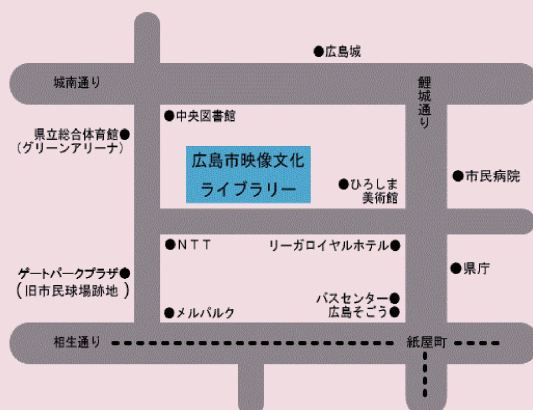 ●広島城
城南通り
鯉城通り
●中央図書館
県立総合体育館●
(グリーンアリーナ)
広島市映像文化
ライブラリー
●ひろしま
美術館
●市民病院
●NTT
リーガロイヤルホテル●
ゲートパークプラザ●
(旧市民球場跡地)
●県庁
バスセンター●
広島そごう●
●メルパルク
相生通り
紙屋町